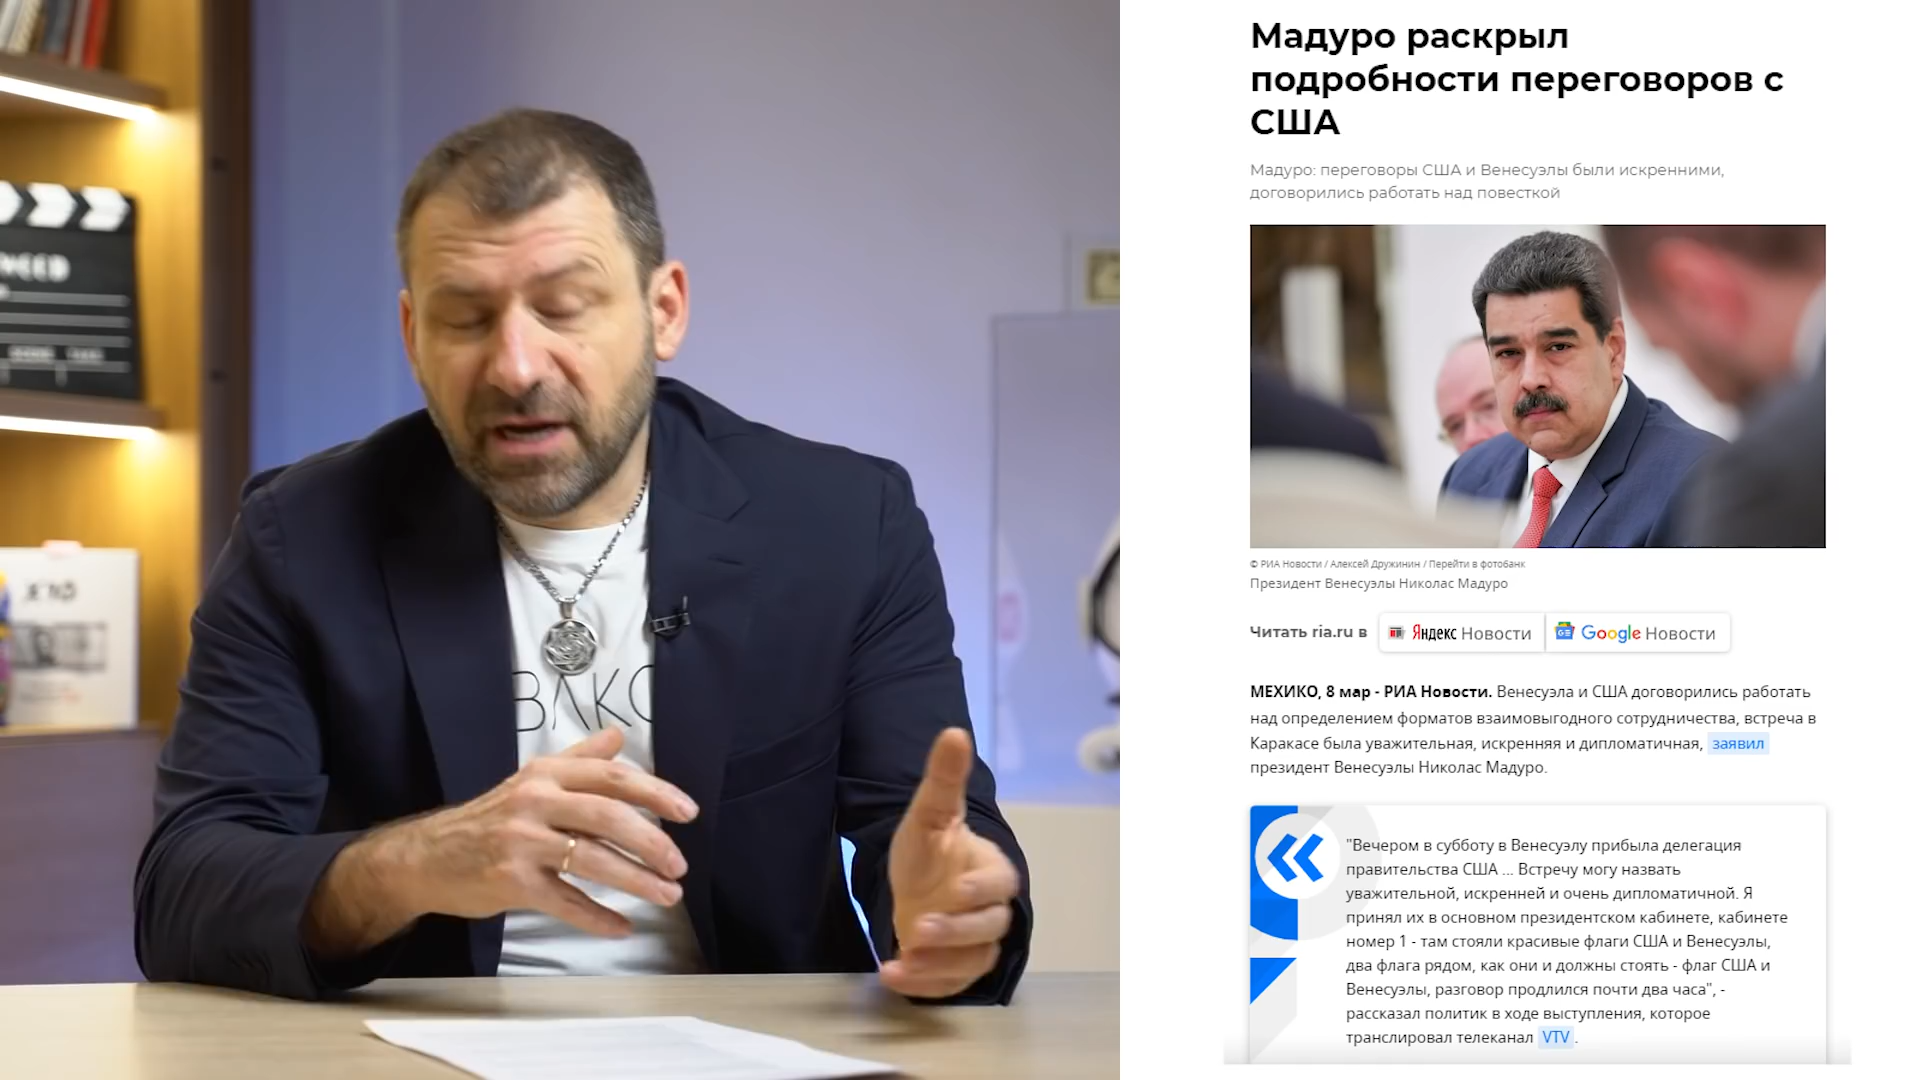 Мадуро раскрыл
подробности переговоров с
США
Мадуро: переговоры США и Венесуэлы были искренними,
договорились работать над повесткой
© РИА Новости / Алексей Дружинин / Перейти в фотобанк
Президент Венесуэлы Николас Мадуро
Читать ria.ru в
Яндекс Новости
Google Новости
МЕХИКО, 8 мар - РИА Новости. Венесуэла и США договорились работать
над определением форматов взаимовыгодного сотрудничества, встреча в
Каракасе была уважительная, искренняя и дипломатичная, заявил
президент Венесуэлы Николас Мадуро.
"Вечером в субботу в Венесуэлу прибыла делегация
правительства США ... Встречу могу назвать
уважительной, искренней и очень дипломатичной. Я
принял их в основном президентском кабинете, кабинете
номер 1 - там стояли красивые флаги США и Венесуэлы,
два флага рядом, как они и должны стоять - флаг США и
Венесуэлы, разговор продлился почти два часа", -
рассказал политик в ходе выступления, которое
транслировал телеканал VTV .